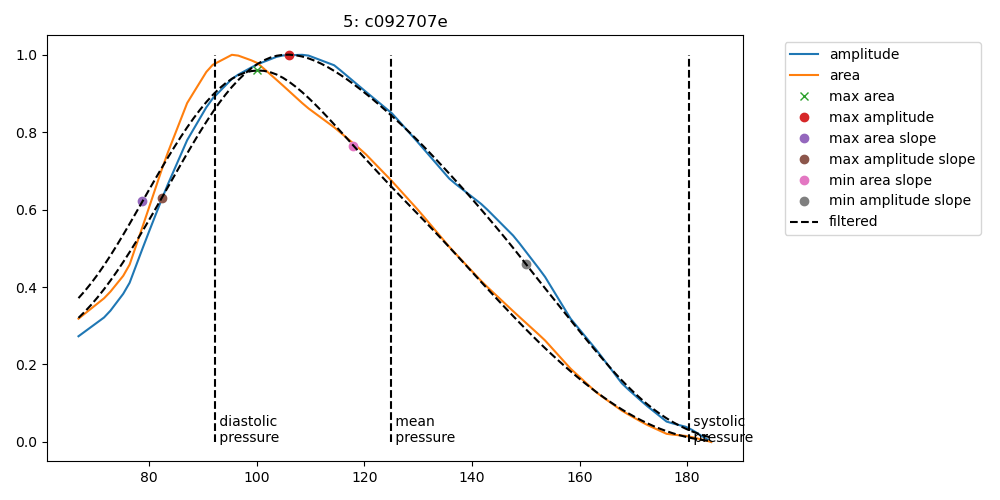 5: c092707e
1.0
0.8
0.6
0.4
0.2
0.0
80
100
120
140
160
180
diastolic
pressure
mean
pressure
systolic
pressure
amplitude
area
max area
max amplitude
max area slope
max amplitude slope
min area slope
min amplitude slope
filtered